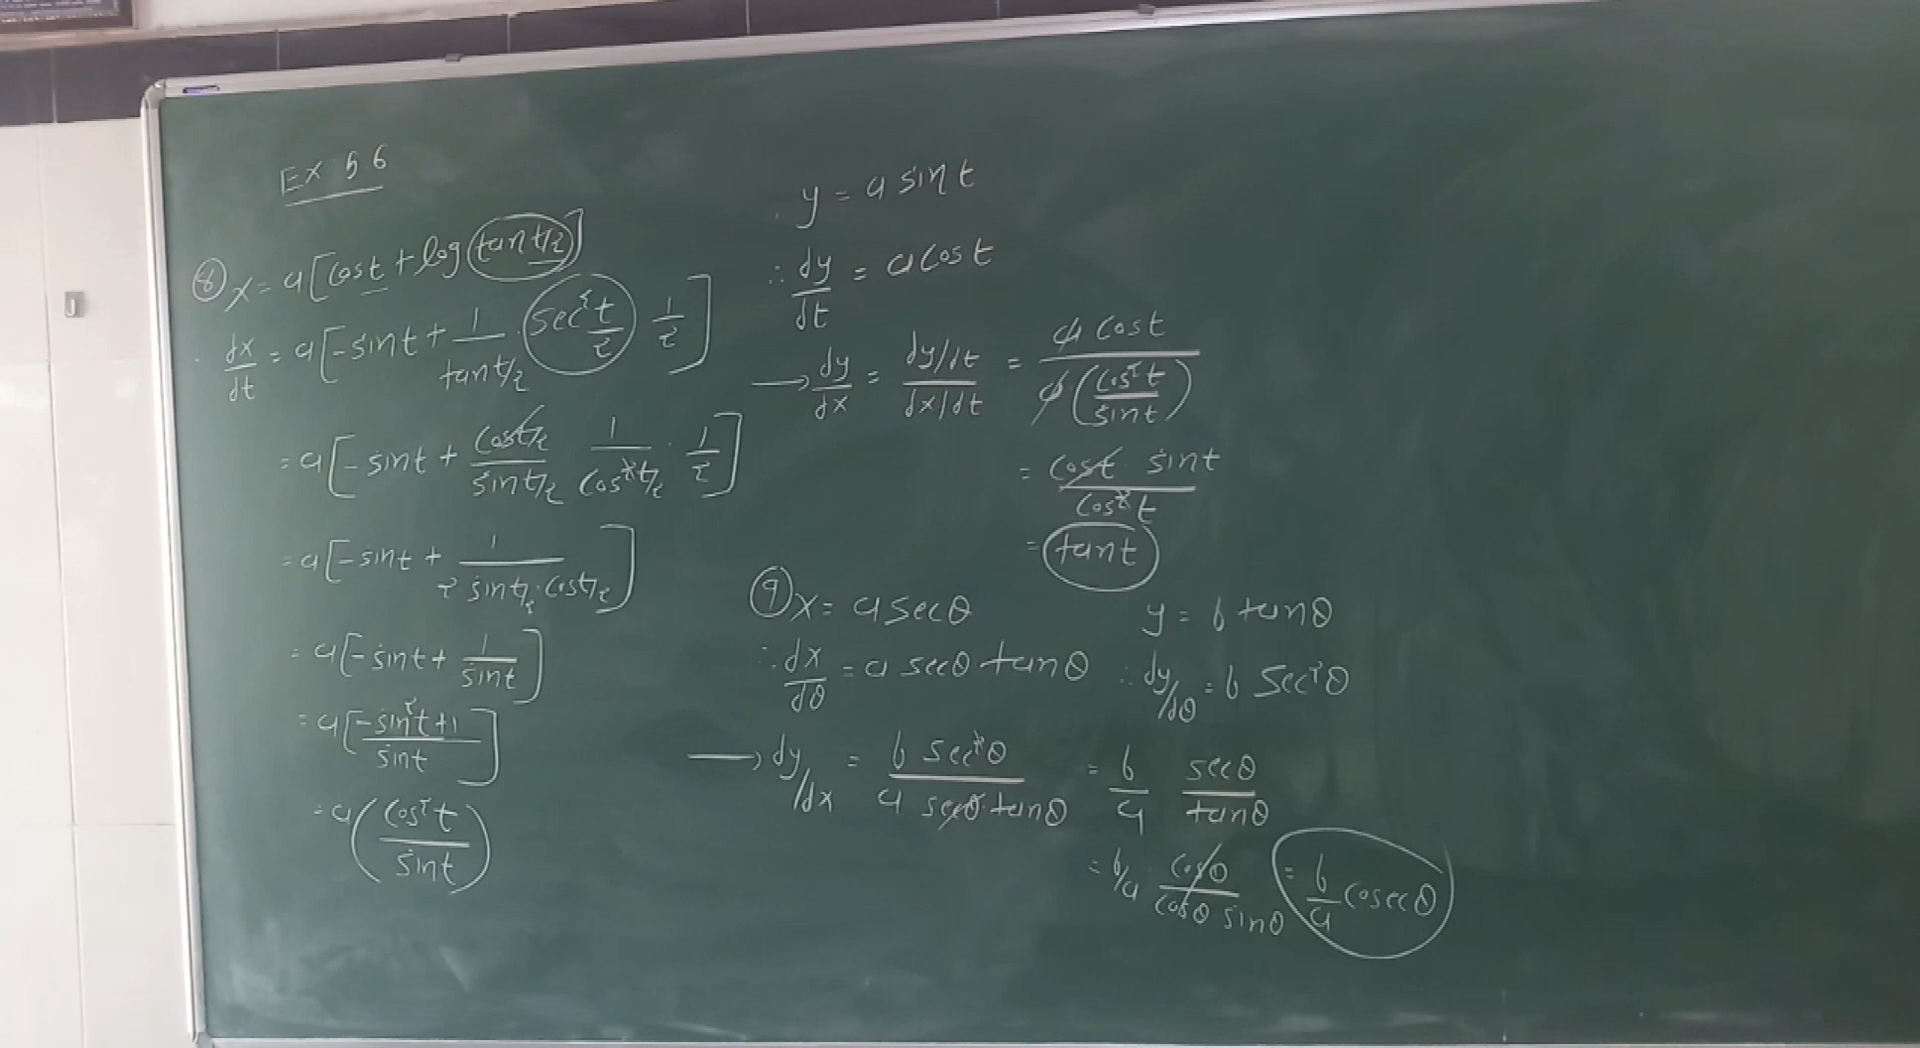 Ex 5.6
⑧ x = a[cost + log(tan t/2)]
∴ dx/dt = a[-sint + 1/tan t/2 · sec² t/2 · 1/2]
= a[-sint + cos t/2 / sin t/2 · 1/cos² t/2 · 1/2]
= a[-sint + 1/(2 sin t/2 · cos t/2)]
= a[-sint + 1/sint]
= a[(-sin²t + 1)/sint]
= a(cos²t/sint)
∴ y = a sint
∴ dy/dt = a cost
→ dy/dx = (dy/dt)/(dx/dt) = a cost / a(cos²t/sint)
= cost sint / cos²t
= tant
⑨ x = a secθ y = b tanθ
∴ dx/dθ = a secθ tanθ ∴ dy/dθ = b sec²θ
→ dy/dx = b sec²θ / a secθ·tanθ = b/a secθ/tanθ
= b/a · cosθ/(cosθ sinθ) = b/a cosecθ